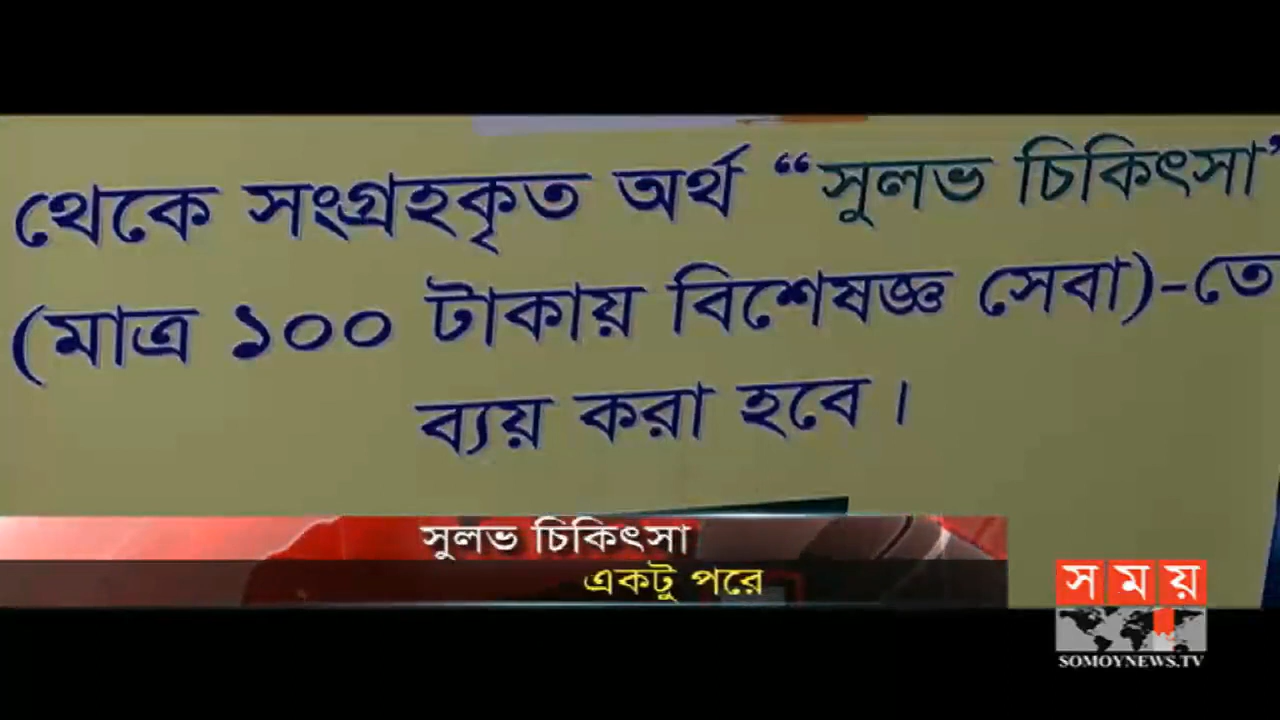 থেকে সংগ্রহকৃত অর্থ “সুলভ চিকিৎসা”
(মাত্র ১০০ টাকায় বিশেষজ্ঞ সেবা)-তে
ব্যয় করা হবে।
সুলভ চিকিৎসা
একটু পরে
সময়
SOMOYNEWS.TV